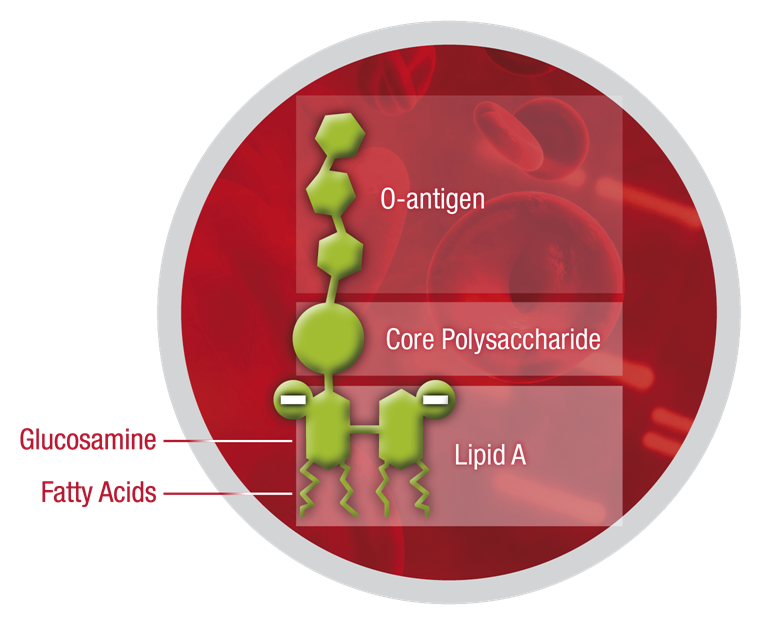 O-antigen
Core Polysaccharide
Glucosamine
Lipid A
Fatty Acids